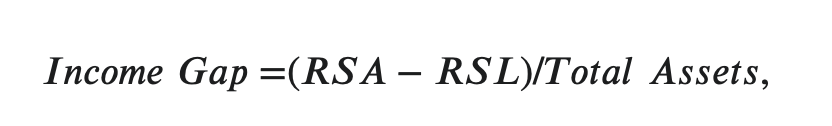 Income Gap =(RSA − RSL)/Total Assets,